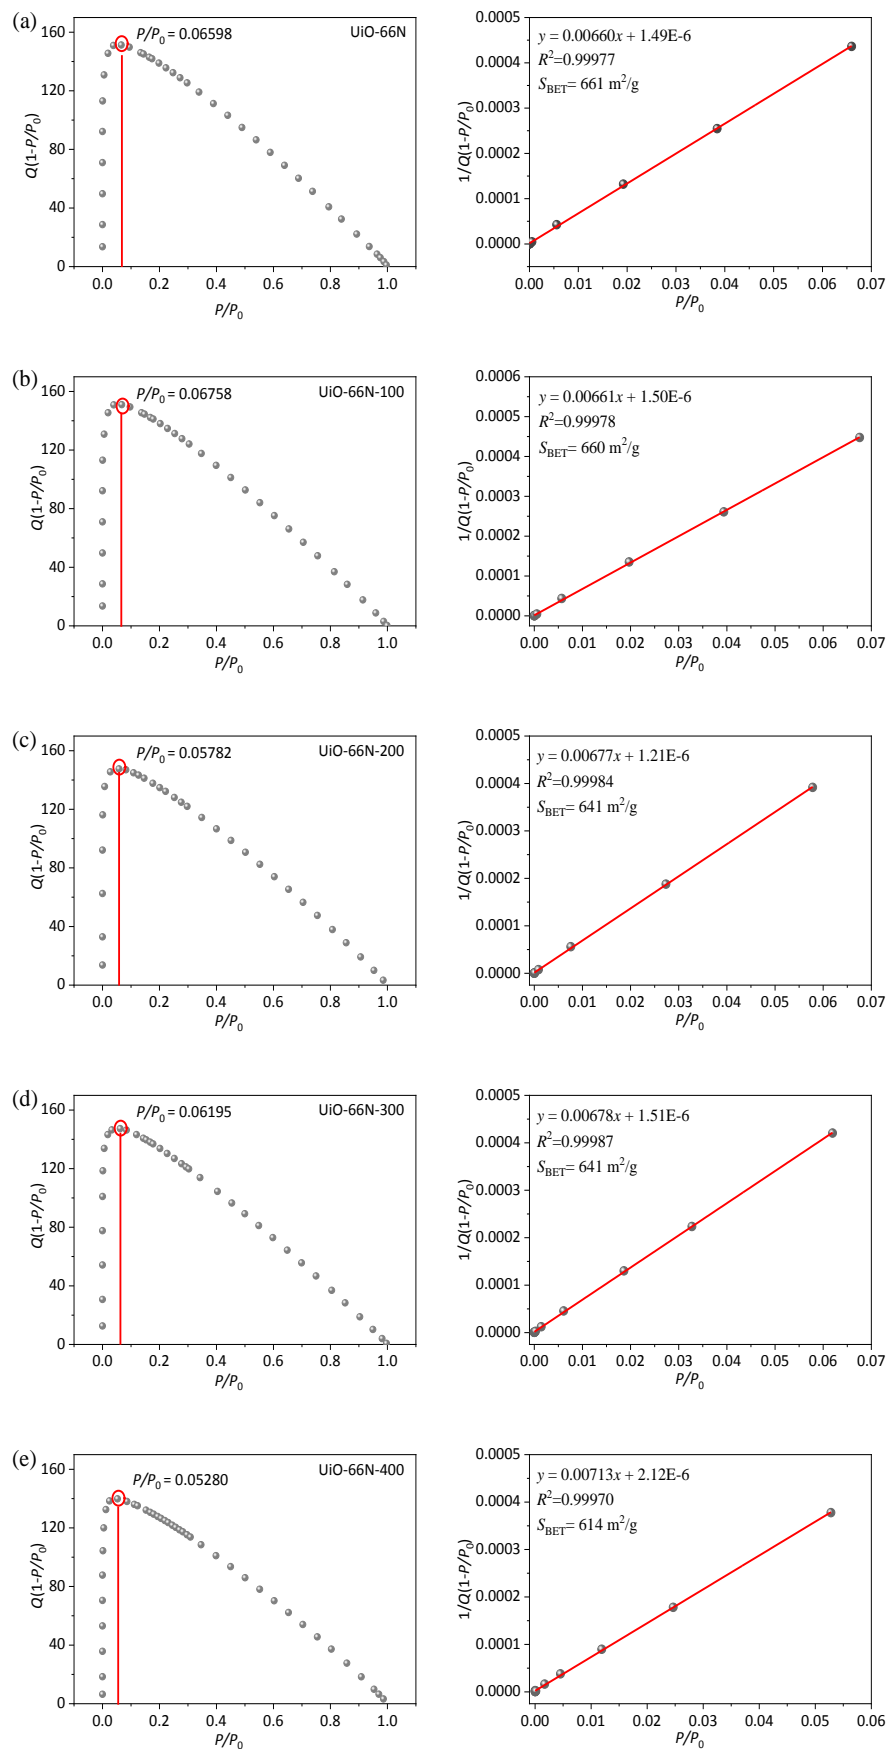 (a)
UiO-66N
P/P0 = 0.06598
160
120
80
40
0
Q(1-P/P0)
0.0 0.2 0.4 0.6 0.8 1.0
P/P0
y = 0.00660x + 1.49E-6
R²=0.99977
SBET= 661 m²/g
0.0005
0.0004
0.0003
0.0002
0.0001
0.0000
1/Q(1-P/P0)
0.00 0.01 0.02 0.03 0.04 0.05 0.06 0.07
P/P0
(b)
UiO-66N-100
P/P0 = 0.06758
160
120
80
40
0
Q(1-P/P0)
0.0 0.2 0.4 0.6 0.8 1.0
P/P0
y = 0.00661x + 1.50E-6
R²=0.99978
SBET= 660 m²/g
0.0006
0.0005
0.0004
0.0003
0.0002
0.0001
0.0000
1/Q(1-P/P0)
0.00 0.01 0.02 0.03 0.04 0.05 0.06 0.07
P/P0
(c)
UiO-66N-200
P/P0 = 0.05782
160
120
80
40
0
Q(1-P/P0)
0.0 0.2 0.4 0.6 0.8 1.0
P/P0
y = 0.00677x + 1.21E-6
R²=0.99984
SBET= 641 m²/g
0.0005
0.0004
0.0003
0.0002
0.0001
0.0000
1/Q(1-P/P0)
0.00 0.01 0.02 0.03 0.04 0.05 0.06 0.07
P/P0
(d)
UiO-66N-300
P/P0 = 0.06195
160
120
80
40
0
Q(1-P/P0)
0.0 0.2 0.4 0.6 0.8 1.0
P/P0
y = 0.00678x + 1.51E-6
R²=0.99987
SBET= 641 m²/g
0.0005
0.0004
0.0003
0.0002
0.0001
0.0000
1/Q(1-P/P0)
0.00 0.01 0.02 0.03 0.04 0.05 0.06 0.07
P/P0
(e)
UiO-66N-400
P/P0 = 0.05280
160
120
80
40
0
Q(1-P/P0)
0.0 0.2 0.4 0.6 0.8 1.0
P/P0
y = 0.00713x + 2.12E-6
R²=0.99970
SBET= 614 m²/g
0.0005
0.0004
0.0003
0.0002
0.0001
0.0000
1/Q(1-P/P0)
0.00 0.01 0.02 0.03 0.04 0.05 0.06
P/P0